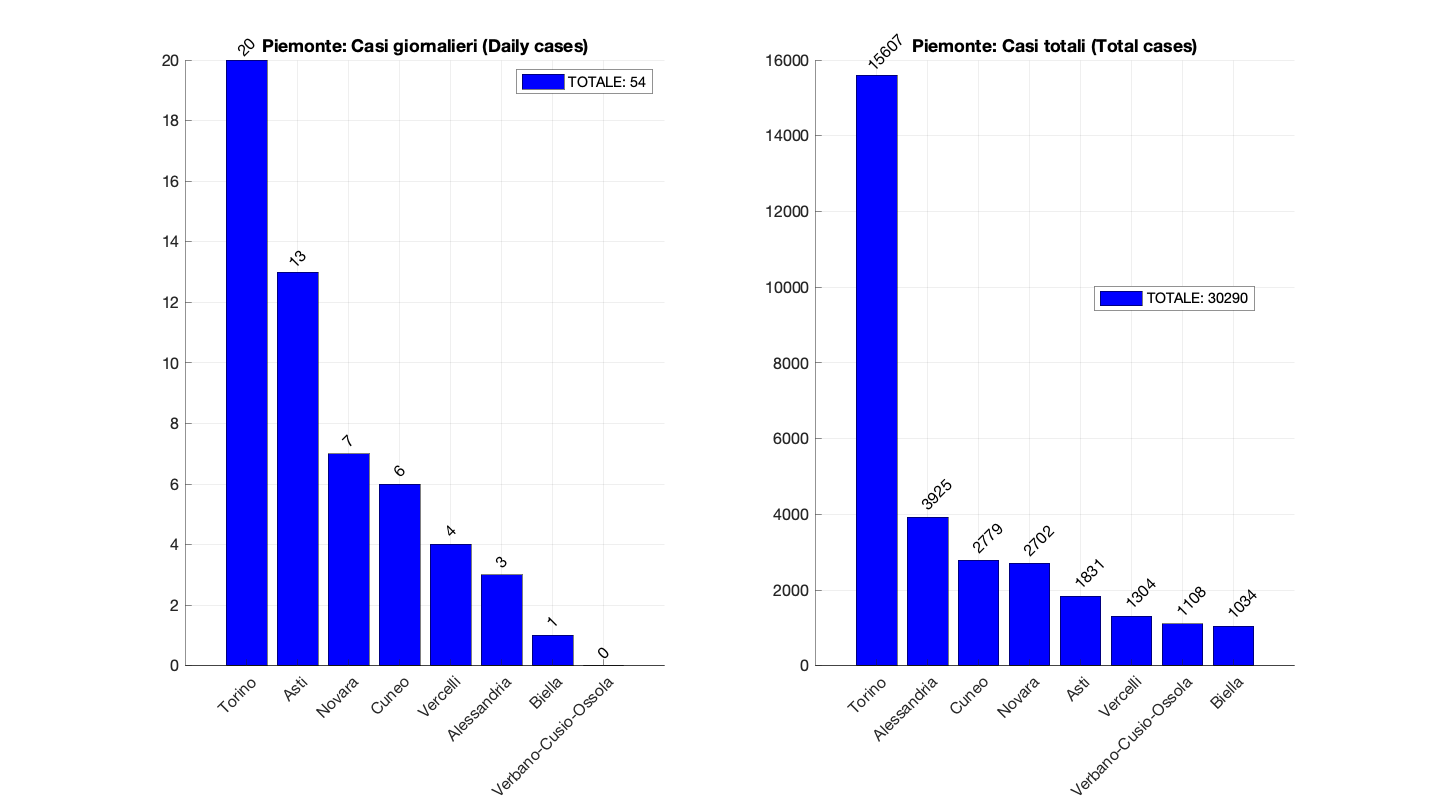 Piemonte: Casi giornalieri (Daily cases)
TOTALE: 54
20
18
16
14
12
10
8
6
4
2
0
20
13
7
6
4
3
1
0
Torino
Asti
Novara
Cuneo
Vercelli
Alessandria
Biella
Verbano-Cusio-Ossola
Piemonte: Casi totali (Total cases)
TOTALE: 30290
16000
14000
12000
10000
8000
6000
4000
2000
0
15607
3925
2779
2702
1831
1304
1108
1034
Torino
Alessandria
Cuneo
Novara
Asti
Vercelli
Verbano-Cusio-Ossola
Biella